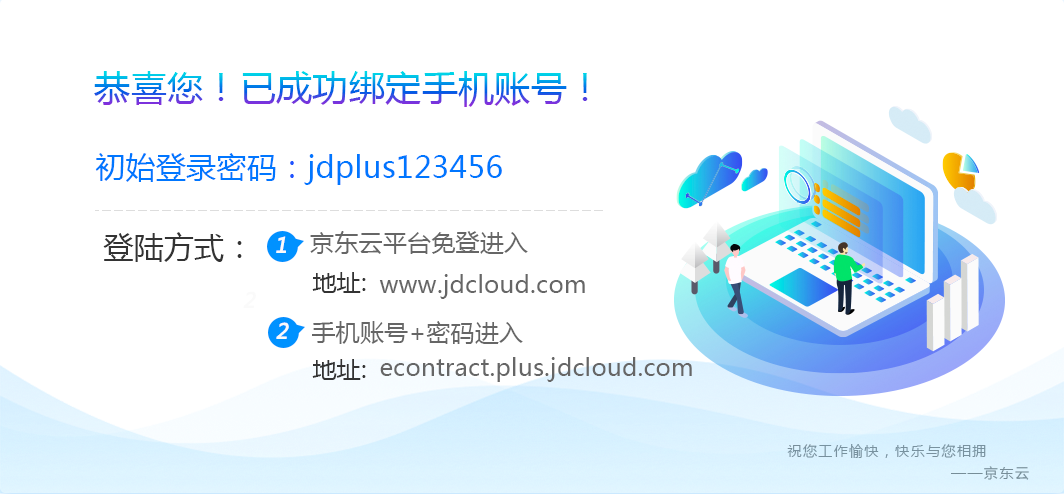 恭喜您！已成功绑定手机账号！
初始登录密码：jdplus123456
登陆方式： 1 京东云平台免登进入
地址: www.jdcloud.com
2
2 手机账号+密码进入
地址: econtract.plus.jdcloud.com
祝您工作愉快，快乐与您相拥
——京东云